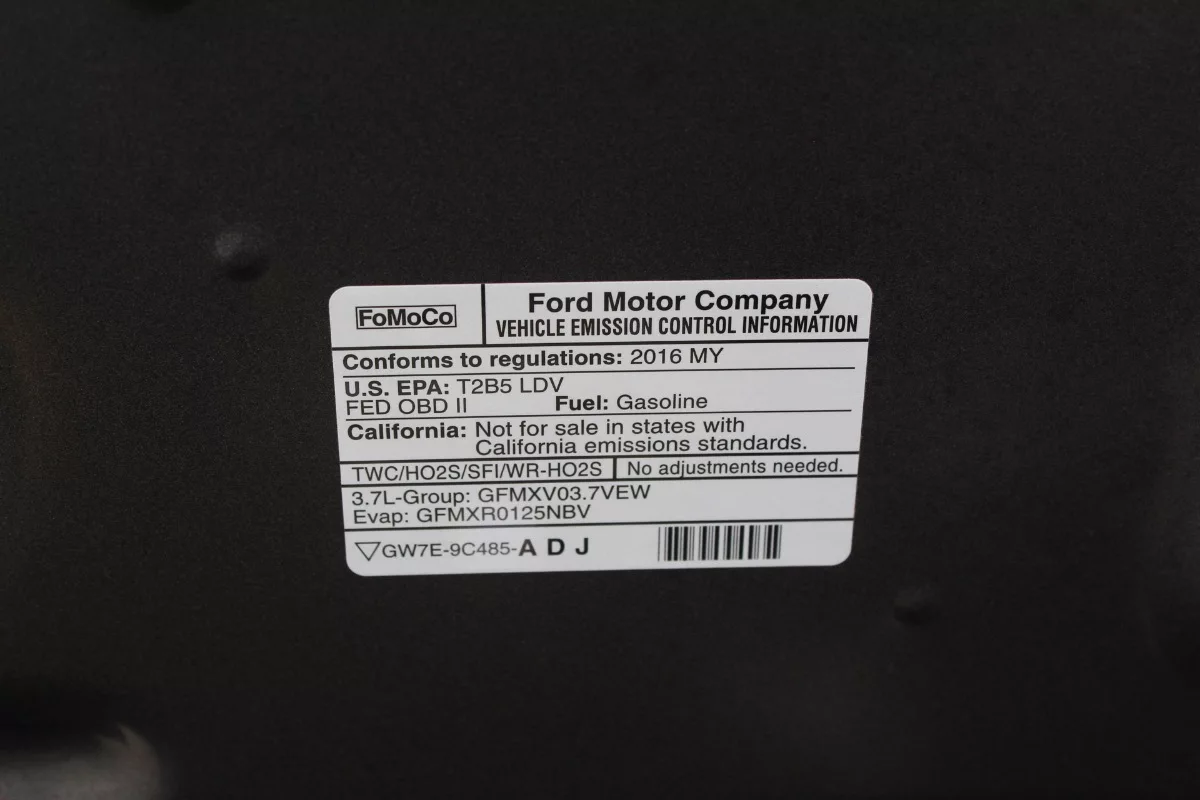 FoMoCo
Ford Motor Company
VEHICLE EMISSION CONTROL INFORMATION
Conforms to regulations: 2016 MY
U.S. EPA: T2B5 LDV
FED OBD II Fuel: Gasoline
California: Not for sale in states with
California emissions standards.
TWC/HO2S/SFI/WR-HO2S No adjustments needed.
3.7L-Group: GFMXV03.7VEW
Evap: GFMXR0125NBV
▽GW7E-9C485-A D J